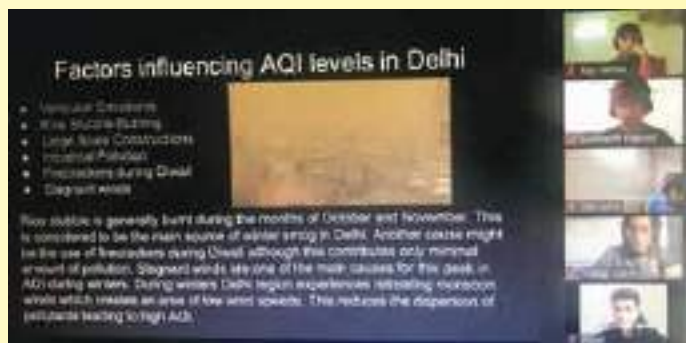 Factors influencing AQI levels in Delhi
Vehicular Emissions
Rice Stubble Burning
Large Scale Constructions
Industrial Pollution
Firecrackers during Diwali
Stagnant winds
Rice stubble is generally burnt during the months of October and November. This
is considered to be the main source of winter smog in Delhi. Another cause might
be the use of firecrackers during Diwali although this contributes only minimal
amount of pollution. Stagnant winds are one of the main causes for this peak in
AQI during winters. During winters Delhi region experiences retreating monsoon
winds which creates an area of low wind speeds. This reduces the dispersion of
pollutants leading to high AQI.